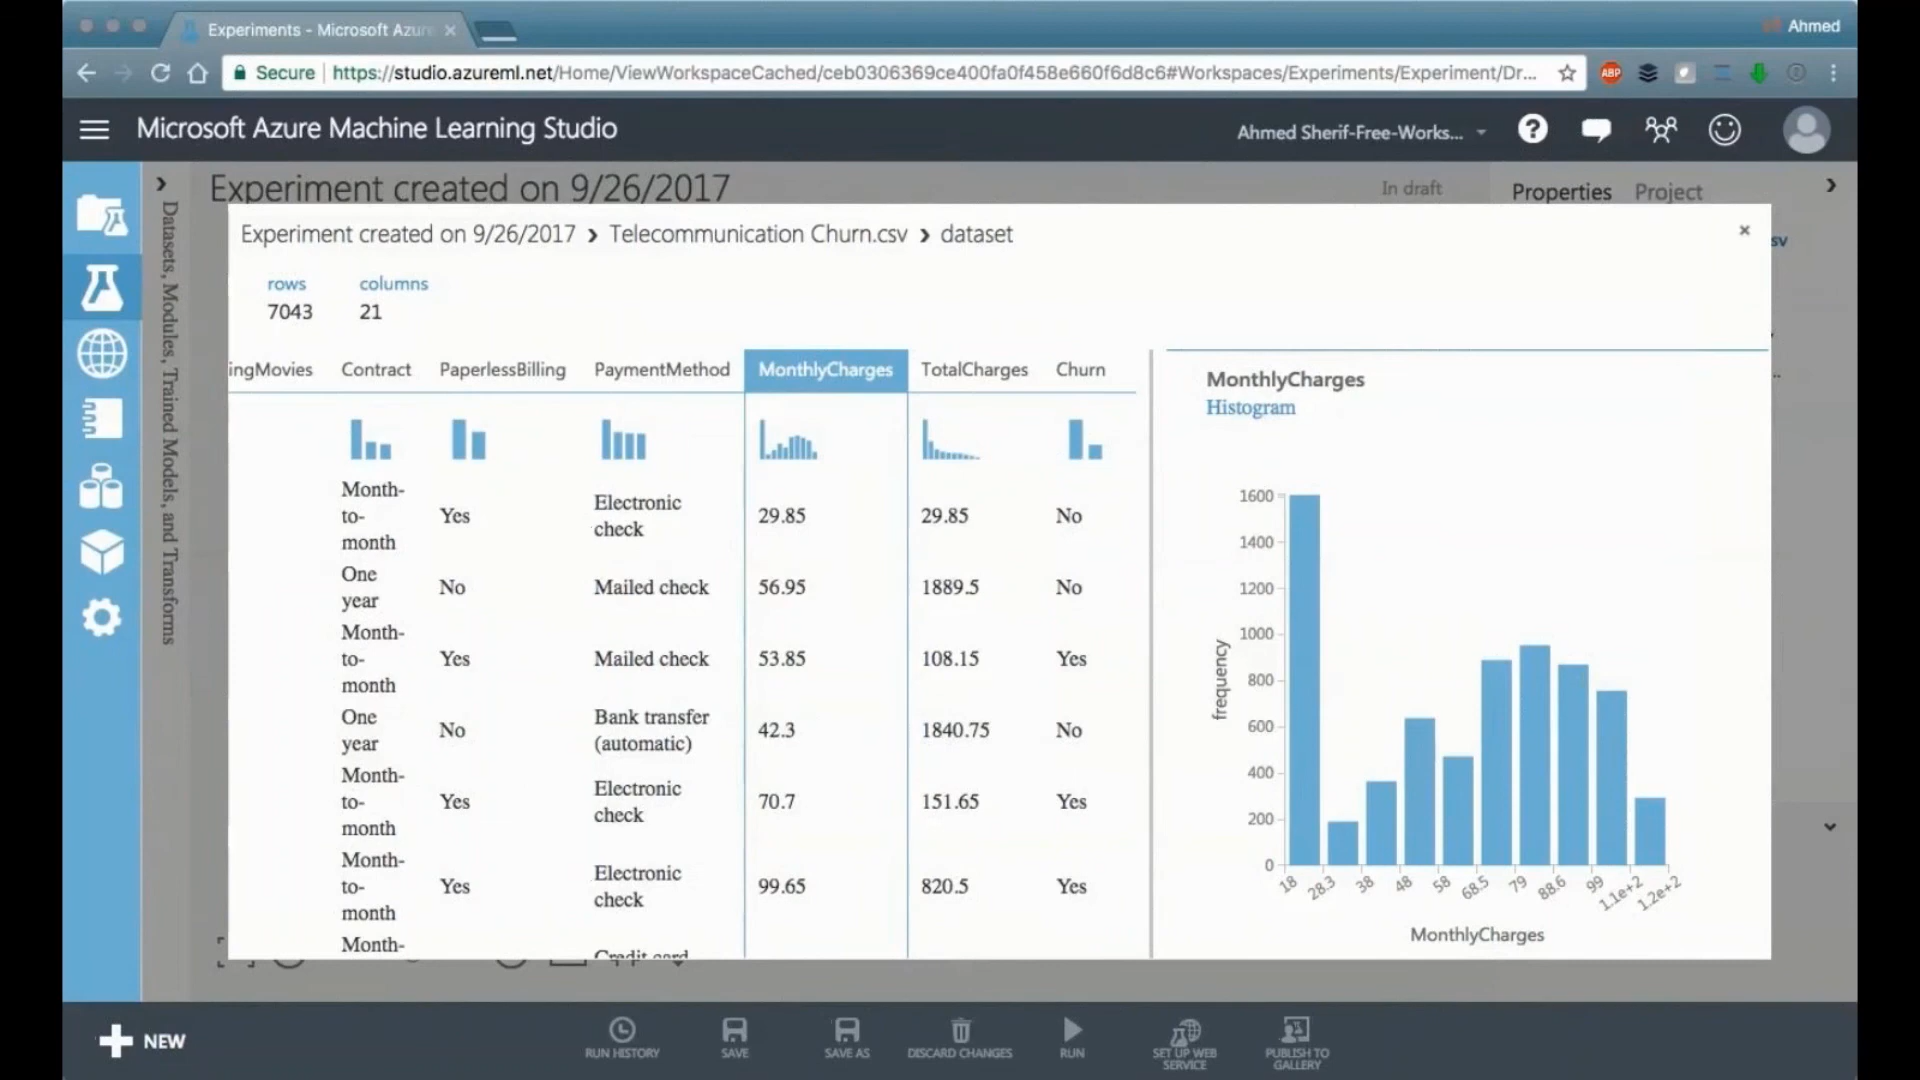 Experiments - Microsoft Azure
Ahmed
Secure https://studio.azureml.net/Home/ViewWorkspaceCached/ceb0306369ce400fa0f458e660f6d8c6#Workspaces/Experiments/Experiment/Dr...
ABP
Microsoft Azure Machine Learning Studio
Ahmed Sherif-Free-Works...
Experiment created on 9/26/2017
In draft
Properties Project
Datasets, Modules, Trained Models, and Transforms
Experiment created on 9/26/2017 › Telecommunication Churn.csv › dataset
sv
rows columns
7043 21
ingMovies Contract PaperlessBilling PaymentMethod MonthlyCharges TotalCharges Churn
Month-to-month Yes Electronic check 29.85 29.85 No
One year No Mailed check 56.95 1889.5 No
Month-to-month Yes Mailed check 53.85 108.15 Yes
One year No Bank transfer (automatic) 42.3 1840.75 No
Month-to-month Yes Electronic check 70.7 151.65 Yes
Month-to-month Yes Electronic check 99.65 820.5 Yes
Month- Credit card
MonthlyCharges
Histogram
1600
1400
1200
1000
800
600
400
200
0
frequency
18 28.3 38 48 58 68.5 79 88.6 99 1.1e+2 1.2e+2
MonthlyCharges
NEW
RUN HISTORY
SAVE
SAVE AS
DISCARD CHANGES
RUN
SET UP WEB SERVICE
PUBLISH TO GALLERY